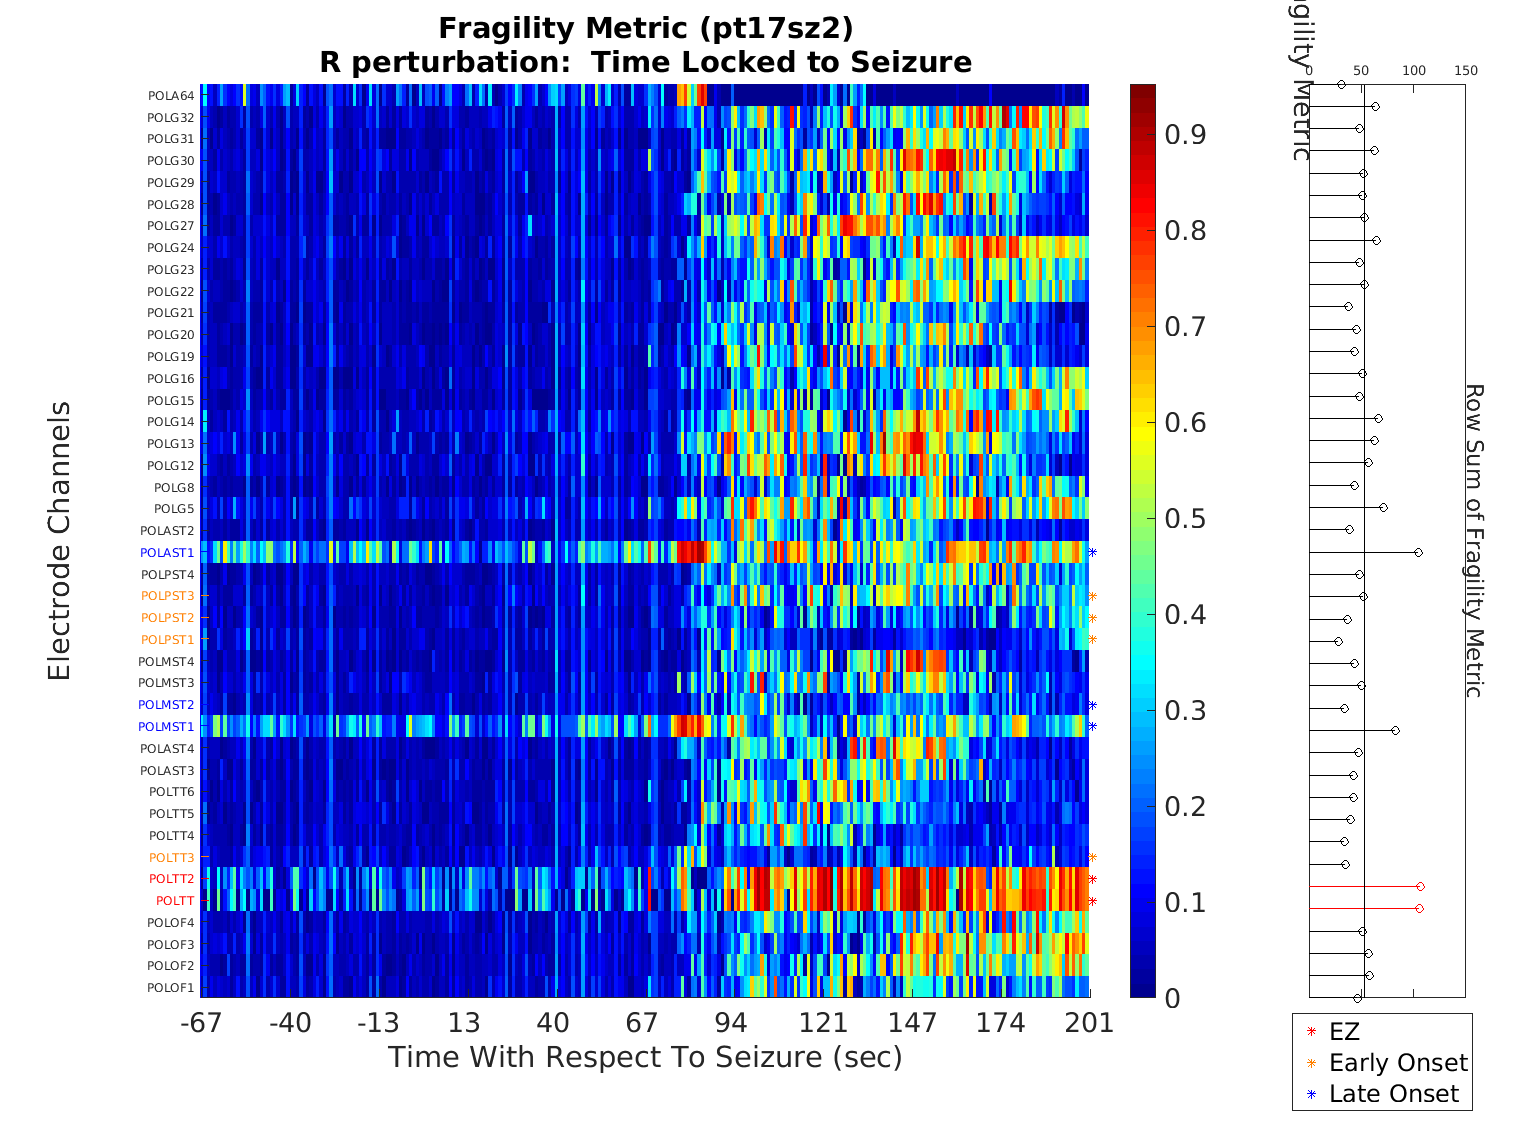 Fragility Metric (pt17sz2)
R perturbation:  Time Locked to Seizure
Electrode Channels
POLA64
POLG32
POLG31
POLG30
POLG29
POLG28
POLG27
POLG24
POLG23
POLG22
POLG21
POLG20
POLG19
POLG16
POLG15
POLG14
POLG13
POLG12
POLG8
POLG5
POLAST2
POLAST1
POLPST4
POLPST3
POLPST2
POLPST1
POLMST4
POLMST3
POLMST2
POLMST1
POLAST4
POLAST3
POLTT6
POLTT5
POLTT4
POLTT3
POLTT2
POLTT
POLOF4
POLOF3
POLOF2
POLOF1
-67 -40 -13 13 40 67 94 121 147 174 201
Time With Respect To Seizure (sec)
0.9
0.8
0.7
0.6
0.5
0.4
0.3
0.2
0.1
0
gility Metric
0 50 100 150
Row Sum of Fragility Metric
EZ
Early Onset
Late Onset